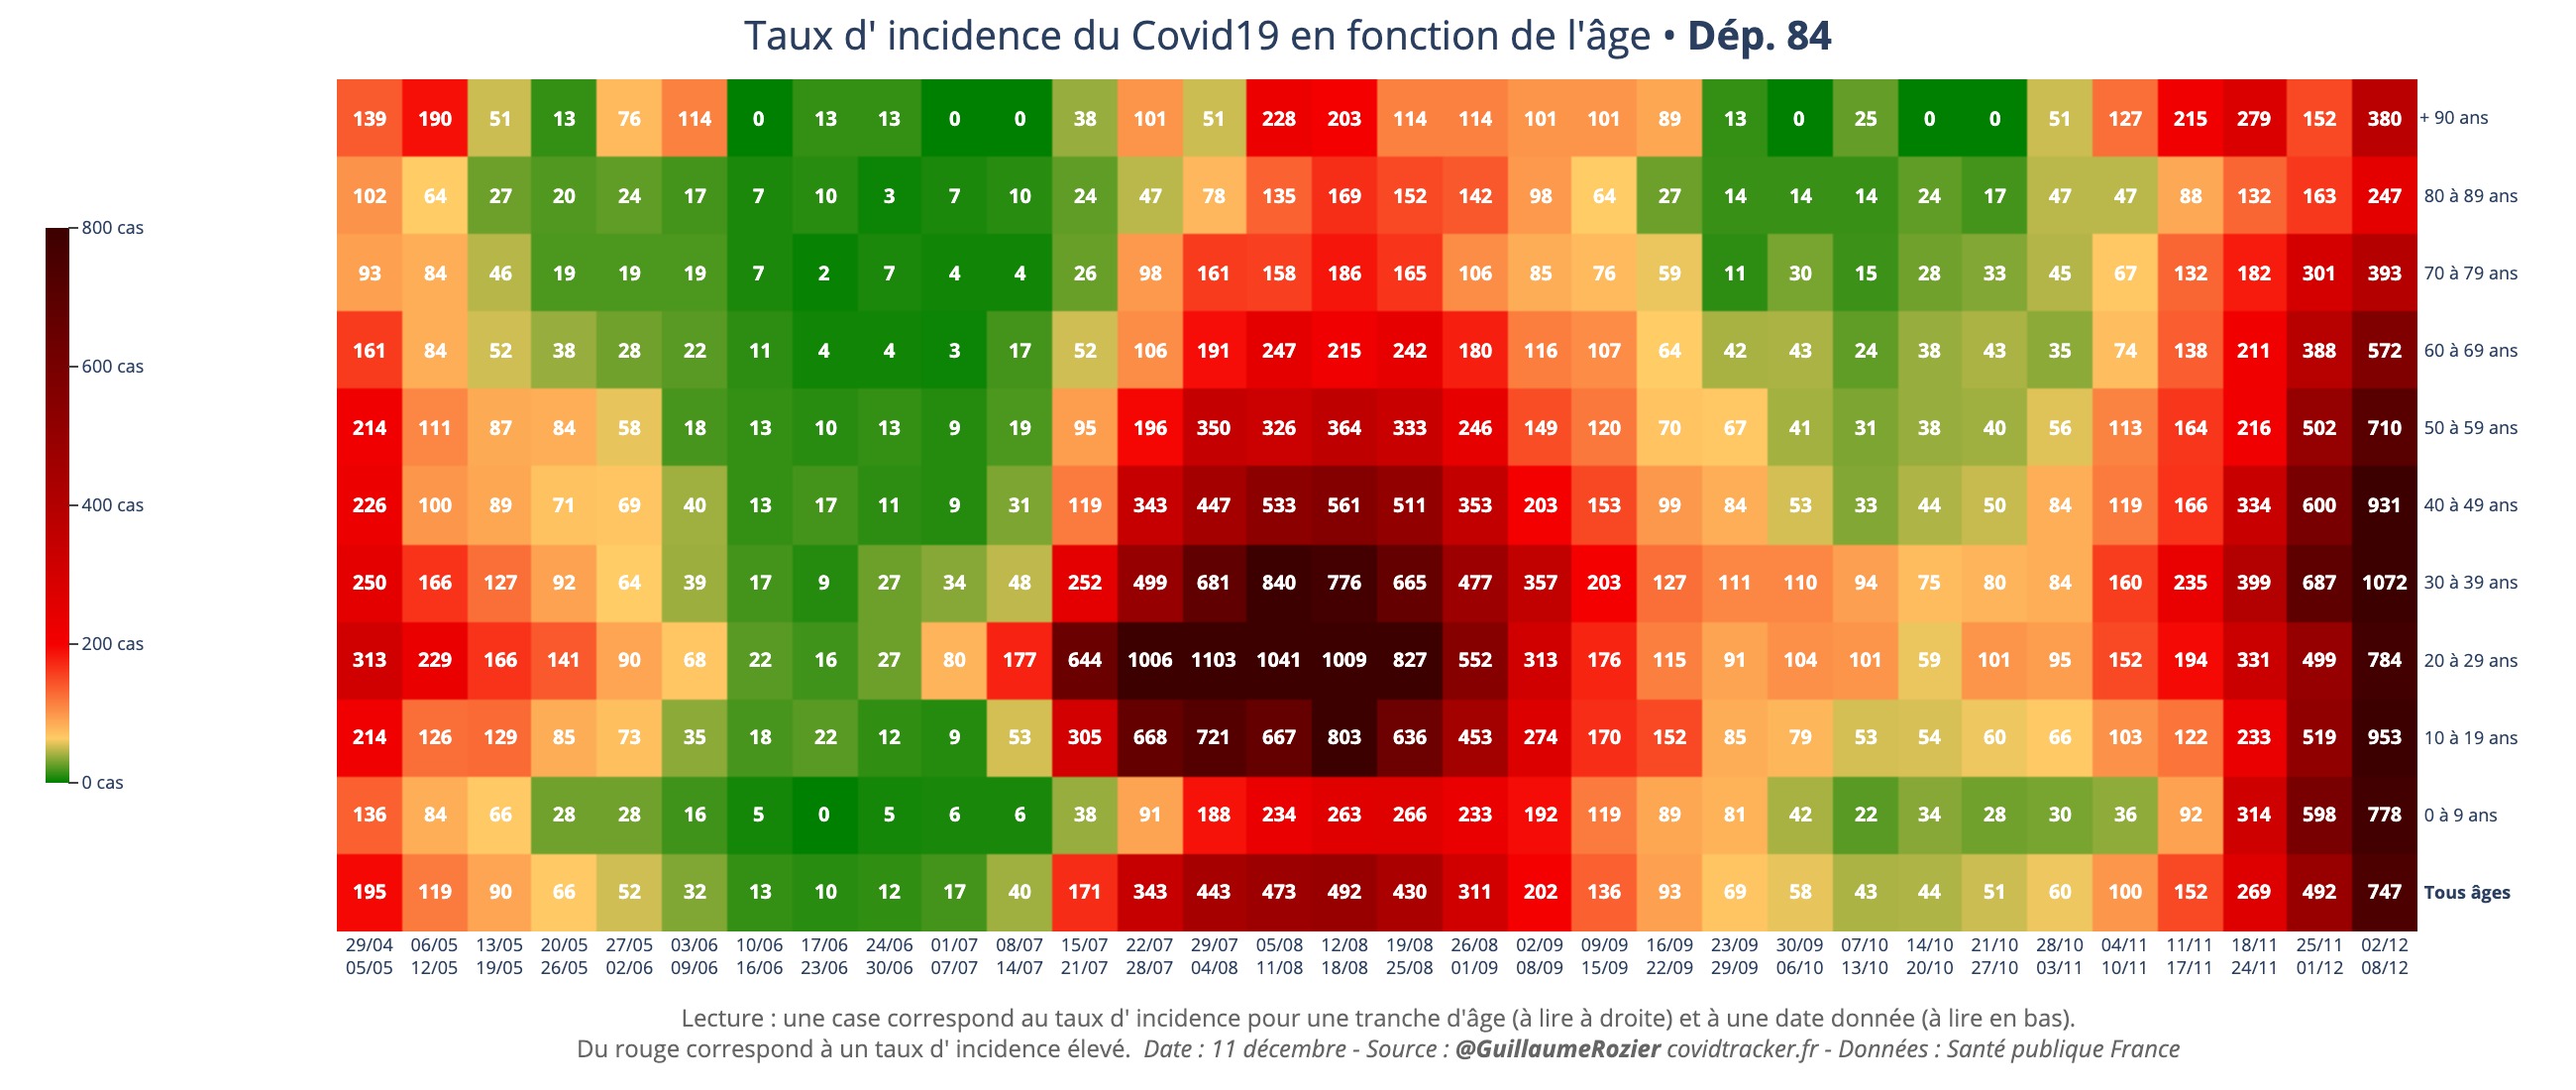 Taux d' incidence du Covid19 en fonction de l'âge • Dép. 84
139 190 51 13 76 114 0 13 13 0 0 38 101 51 228 203 114 114 101 101 89 13 0 25 0 0 51 127 215 279 152 380 + 90 ans
102 64 27 20 24 17 7 10 3 7 10 24 47 78 135 169 152 142 98 64 27 14 14 14 24 17 47 47 88 132 163 247 80 à 89 ans
93 84 46 19 19 19 7 2 7 4 4 26 98 161 158 186 165 106 85 76 59 11 30 15 28 33 45 67 132 182 301 393 70 à 79 ans
161 84 52 38 28 22 11 4 4 3 17 52 106 191 247 215 242 180 116 107 64 42 43 24 38 43 35 74 138 211 388 572 60 à 69 ans
214 111 87 84 58 18 13 10 13 9 19 95 196 350 326 364 333 246 149 120 70 67 41 31 38 40 56 113 164 216 502 710 50 à 59 ans
226 100 89 71 69 40 13 17 11 9 31 119 343 447 533 561 511 353 203 153 99 84 53 33 44 50 84 119 166 334 600 931 40 à 49 ans
250 166 127 92 64 39 17 9 27 34 48 252 499 681 840 776 665 477 357 203 127 111 110 94 75 80 84 160 235 399 687 1072 30 à 39 ans
313 229 166 141 90 68 22 16 27 80 177 644 1006 1103 1041 1009 827 552 313 176 115 91 104 101 59 101 95 152 194 331 499 784 20 à 29 ans
214 126 129 85 73 35 18 22 12 9 53 305 668 721 667 803 636 453 274 170 152 85 79 53 54 60 66 103 122 233 519 953 10 à 19 ans
136 84 66 28 28 16 5 0 5 6 6 38 91 188 234 263 266 233 192 119 89 81 42 22 34 28 30 36 92 314 598 778 0 à 9 ans
195 119 90 66 52 32 13 10 12 17 40 171 343 443 473 492 430 311 202 136 93 69 58 43 44 51 60 100 152 269 492 747 Tous âges
29/04 06/05 13/05 20/05 27/05 03/06 10/06 17/06 24/06 01/07 08/07 15/07 22/07 29/07 05/08 12/08 19/08 26/08 02/09 09/09 16/09 23/09 30/09 07/10 14/10 21/10 28/10 04/11 11/11 18/11 25/11 02/12
05/05 12/05 19/05 26/05 02/06 09/06 16/06 23/06 30/06 07/07 14/07 21/07 28/07 04/08 11/08 18/08 25/08 01/09 08/09 15/09 22/09 29/09 06/10 13/10 20/10 27/10 03/11 10/11 17/11 24/11 01/12 08/12
800 cas
600 cas
400 cas
200 cas
0 cas
Lecture : une case correspond au taux d' incidence pour une tranche d'âge (à lire à droite) et à une date donnée (à lire en bas).
Du rouge correspond à un taux d' incidence élevé. Date : 11 décembre - Source : @GuillaumeRozier covidtracker.fr - Données : Santé publique France